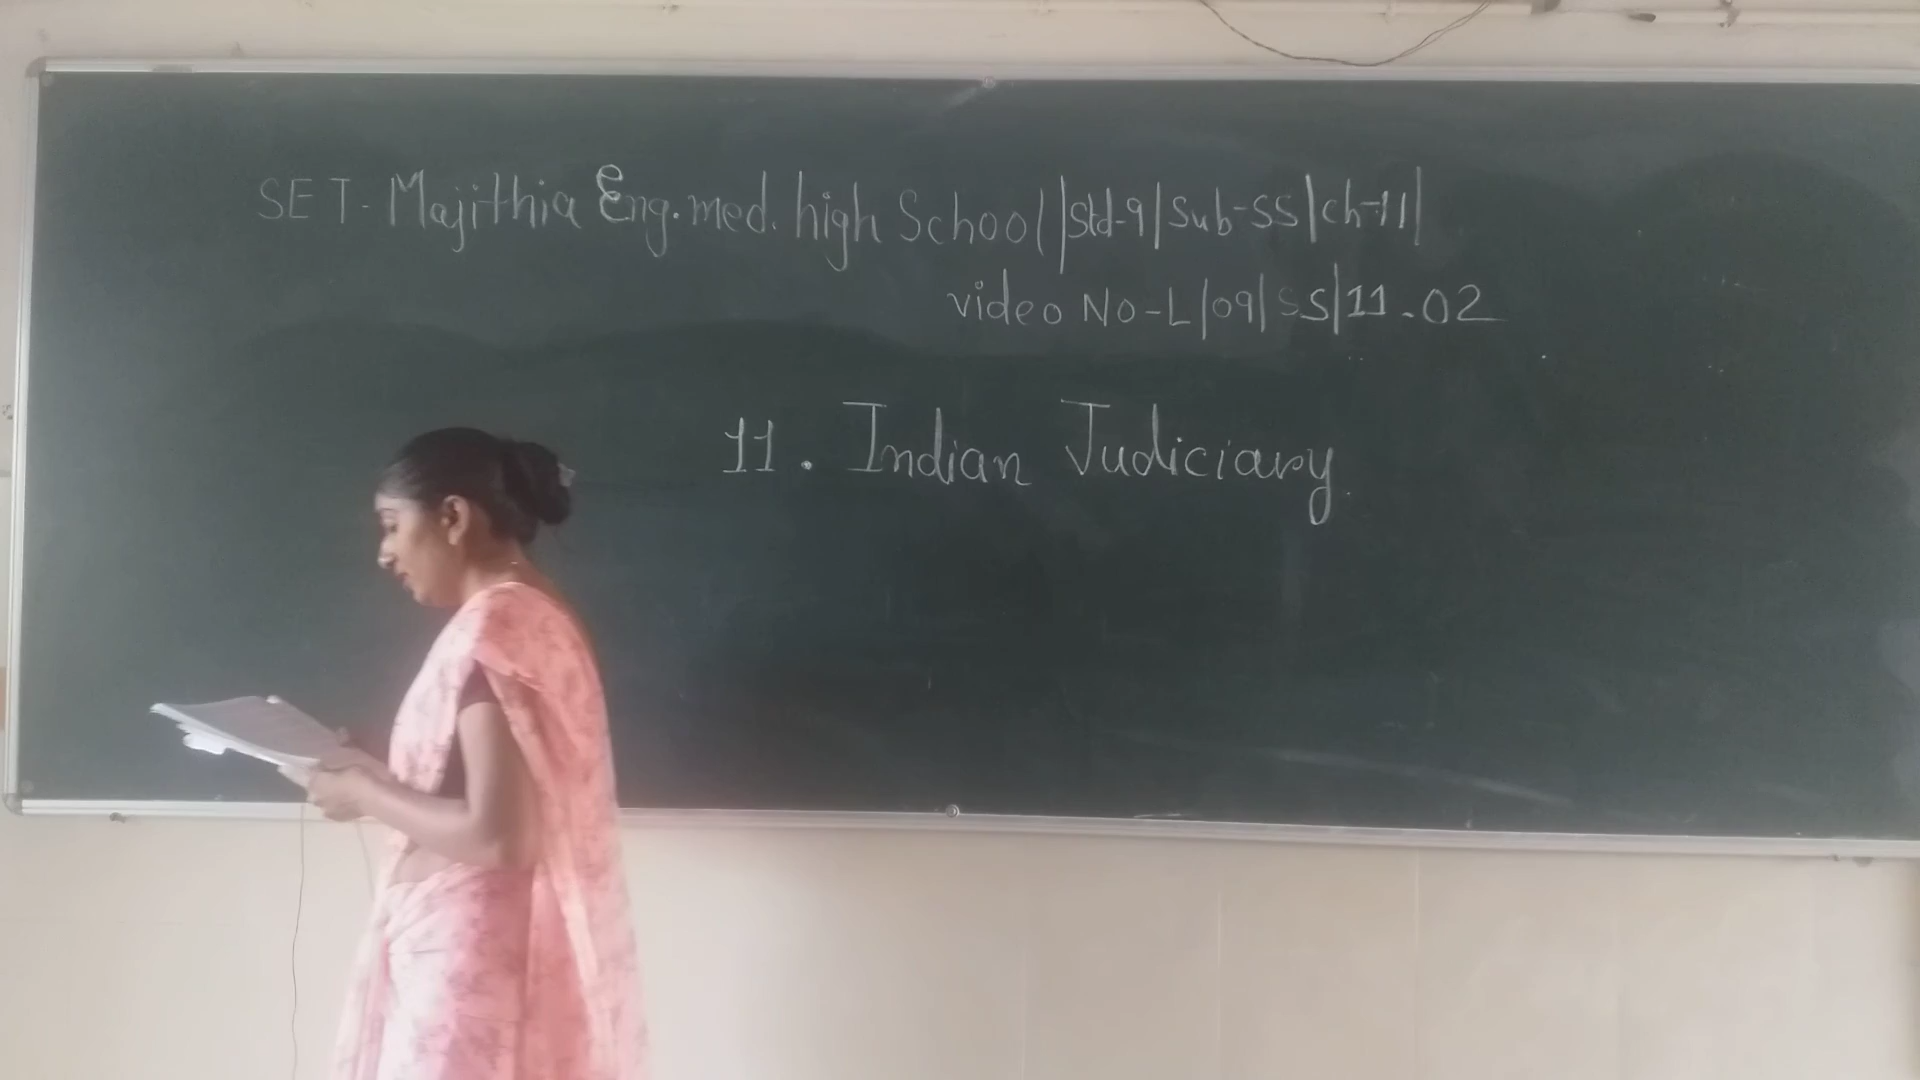 SET-Majithia Eng.med. high School||Std-9|Sub-SS|ch-11|
video No-L/09/SS/11.02
11. Indian Judiciary.